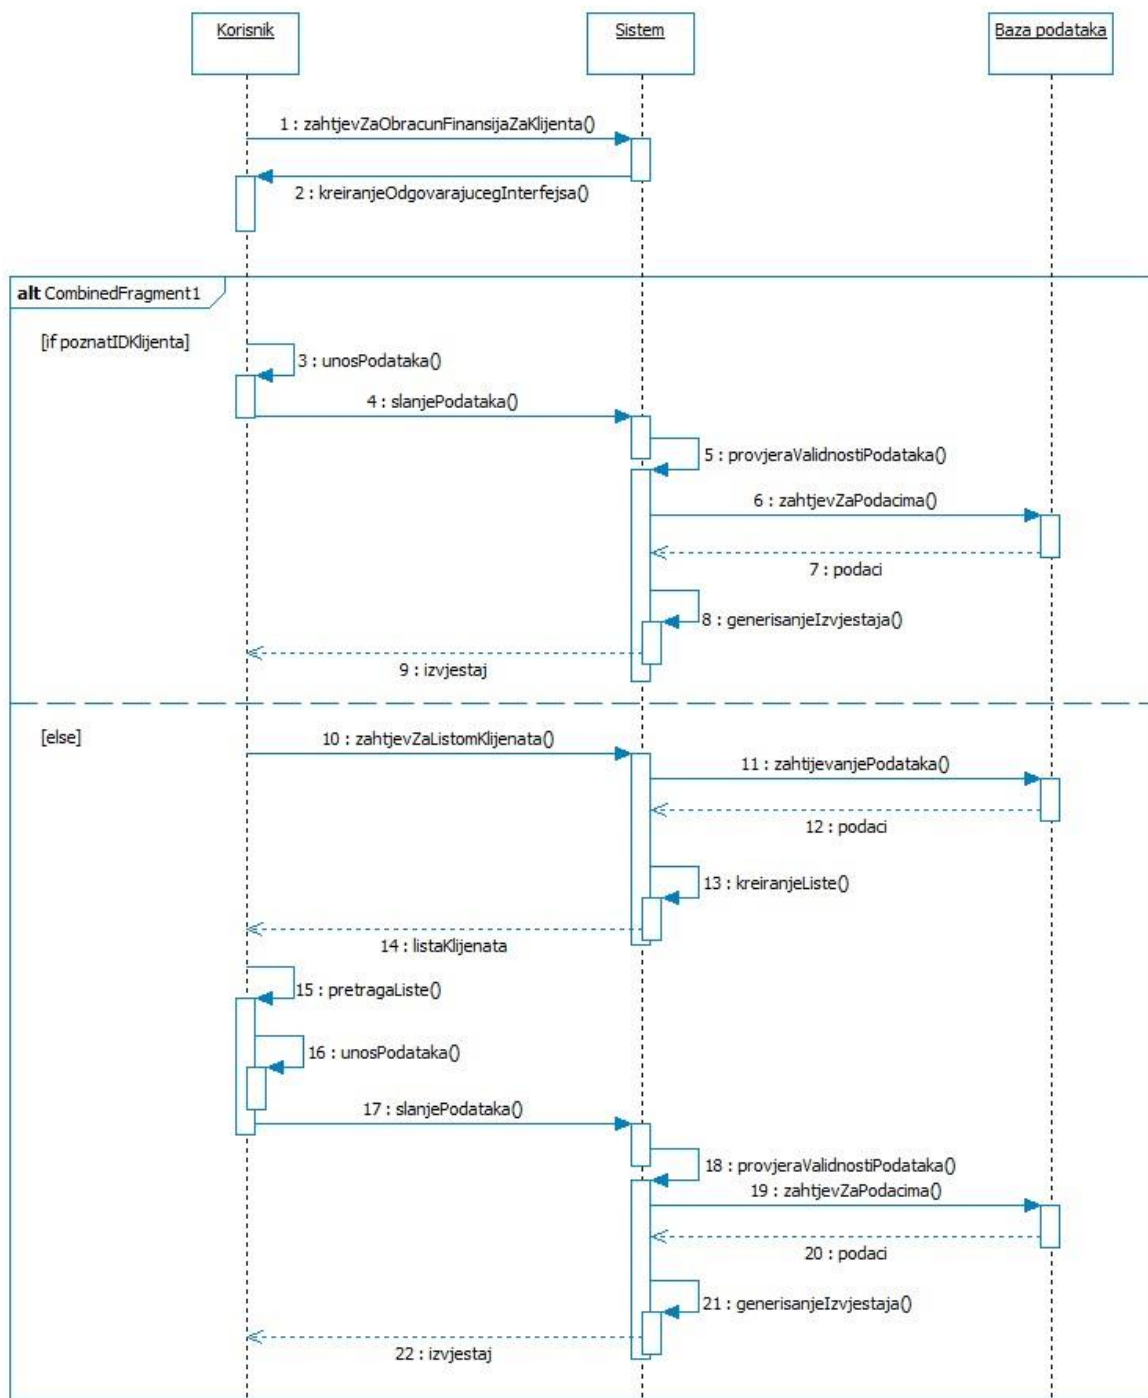 Korisnik
Sistem
Baza podataka
1 : zahtjevZaObracunFinansijaZaKlijenta()
2 : kreiranjeOdgovarajucegInterfejsa()
alt CombinedFragment1
[if poznatIDKlijenta]
3 : unosPodataka()
4 : slanjePodataka()
5 : provjeraValidnostiPodataka()
6 : zahtjevZaPodacima()
7 : podaci
8 : generisanjeIzvjestaja()
9 : izvjestaj
[else]
10 : zahtjevZaListomKlijenata()
11 : zahtijevanjePodataka()
12 : podaci
13 : kreiranjeListe()
14 : listaKlijenata
15 : pretragaListe()
16 : unosPodataka()
17 : slanjePodataka()
18 : provjeraValidnostiPodataka()
19 : zahtjevZaPodacima()
20 : podaci
21 : generisanjeIzvjestaja()
22 : izvjestaj